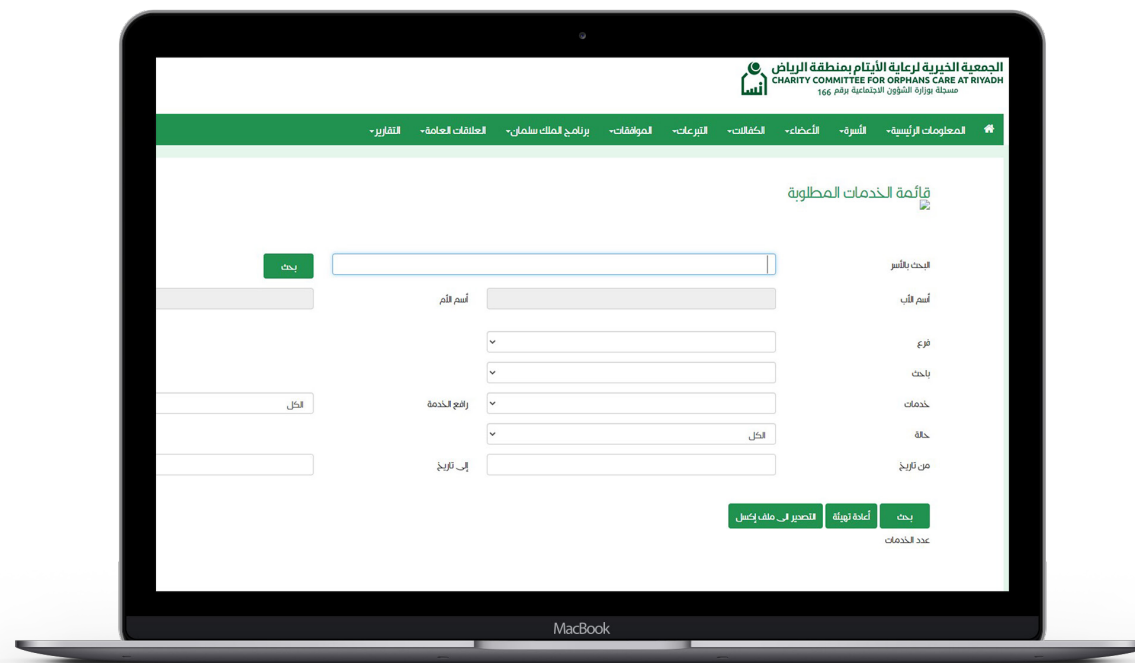 الجمعية الخيرية لرعاية الأيتام بمنطقة الرياض
CHARITY COMMITTEE FOR ORPHANS CARE AT RIYADH
مسجلة بوزارة الشؤون الاجتماعية برقم 166
إنسان
المعلومات الرئيسية الأسرة الأعضاء الكفالات التبرعات الموافقات برنامج الملك سلمان العلاقات العامة التقارير
قائمة الخدمات المطلوبة
البحث بالأسر بحث
أسم الأب أسم الأم
فرع
باحث
خدمات رافع الخدمة الكل
حالة الكل
من تاريخ إلى تاريخ
بحث أعادة تهيئة التصدير الى ملف إكسل
عدد الخدمات
MacBook